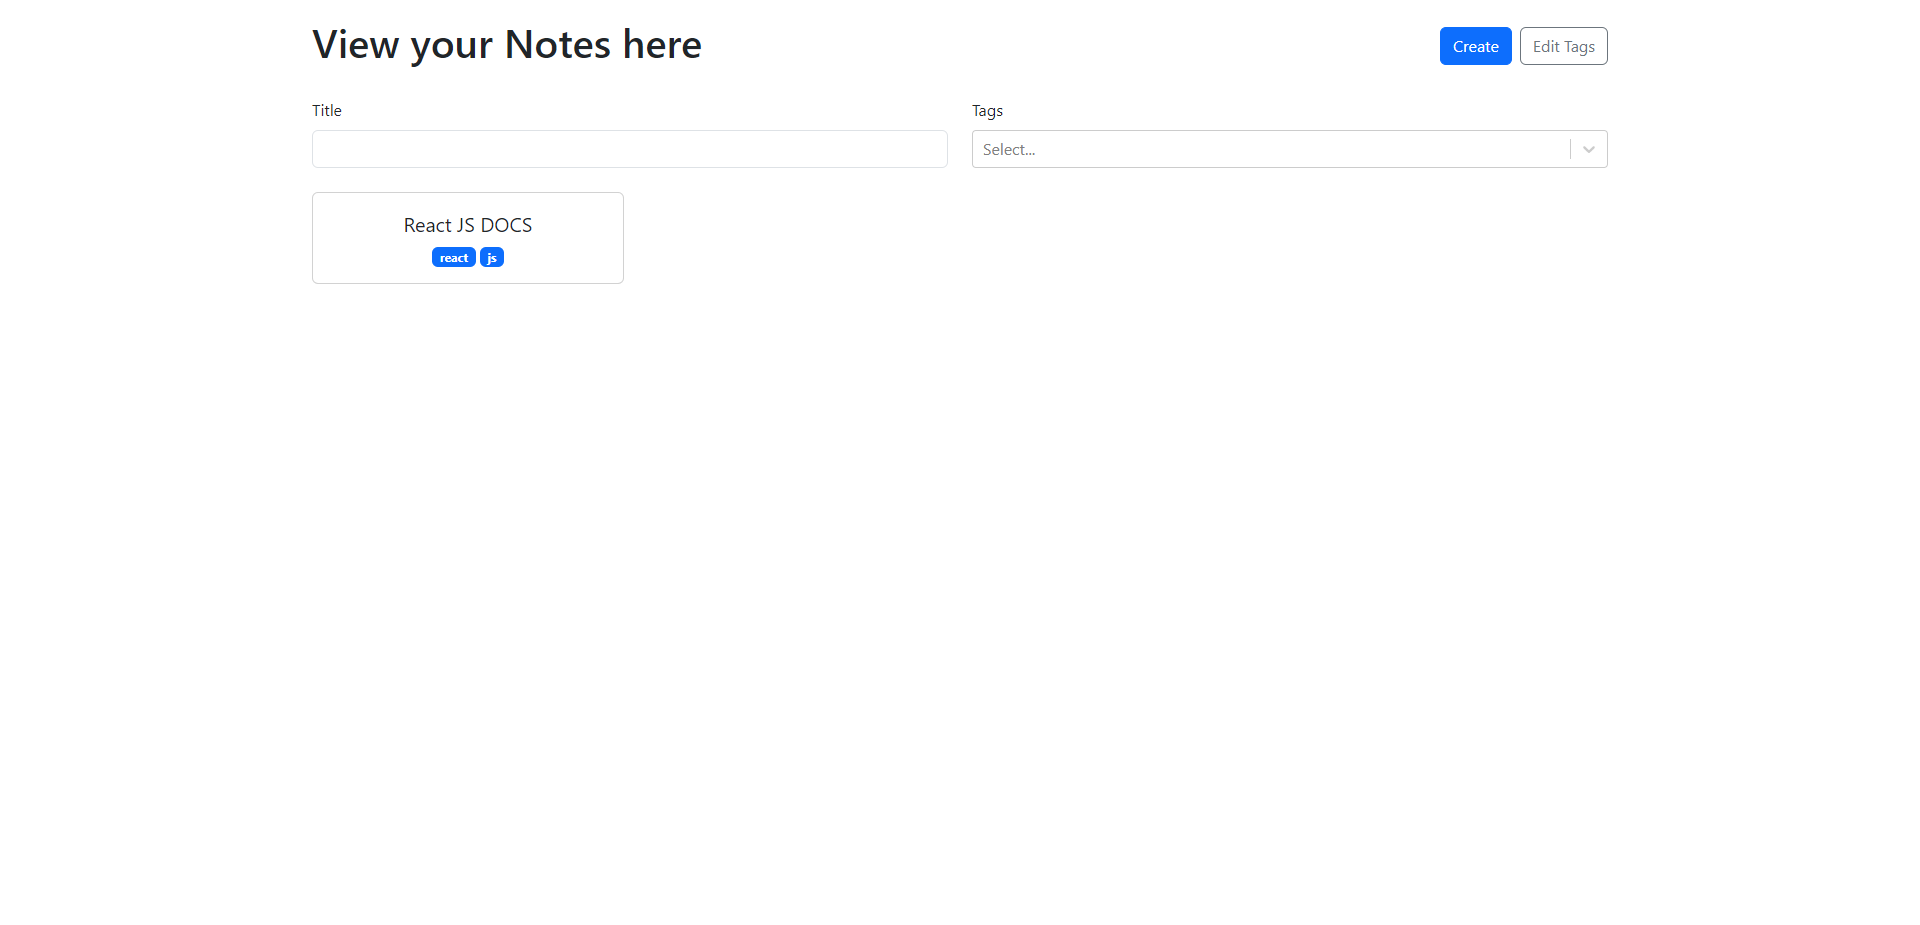 View your Notes here
Create Edit Tags
Title
Tags
Select...
React JS DOCS
react js